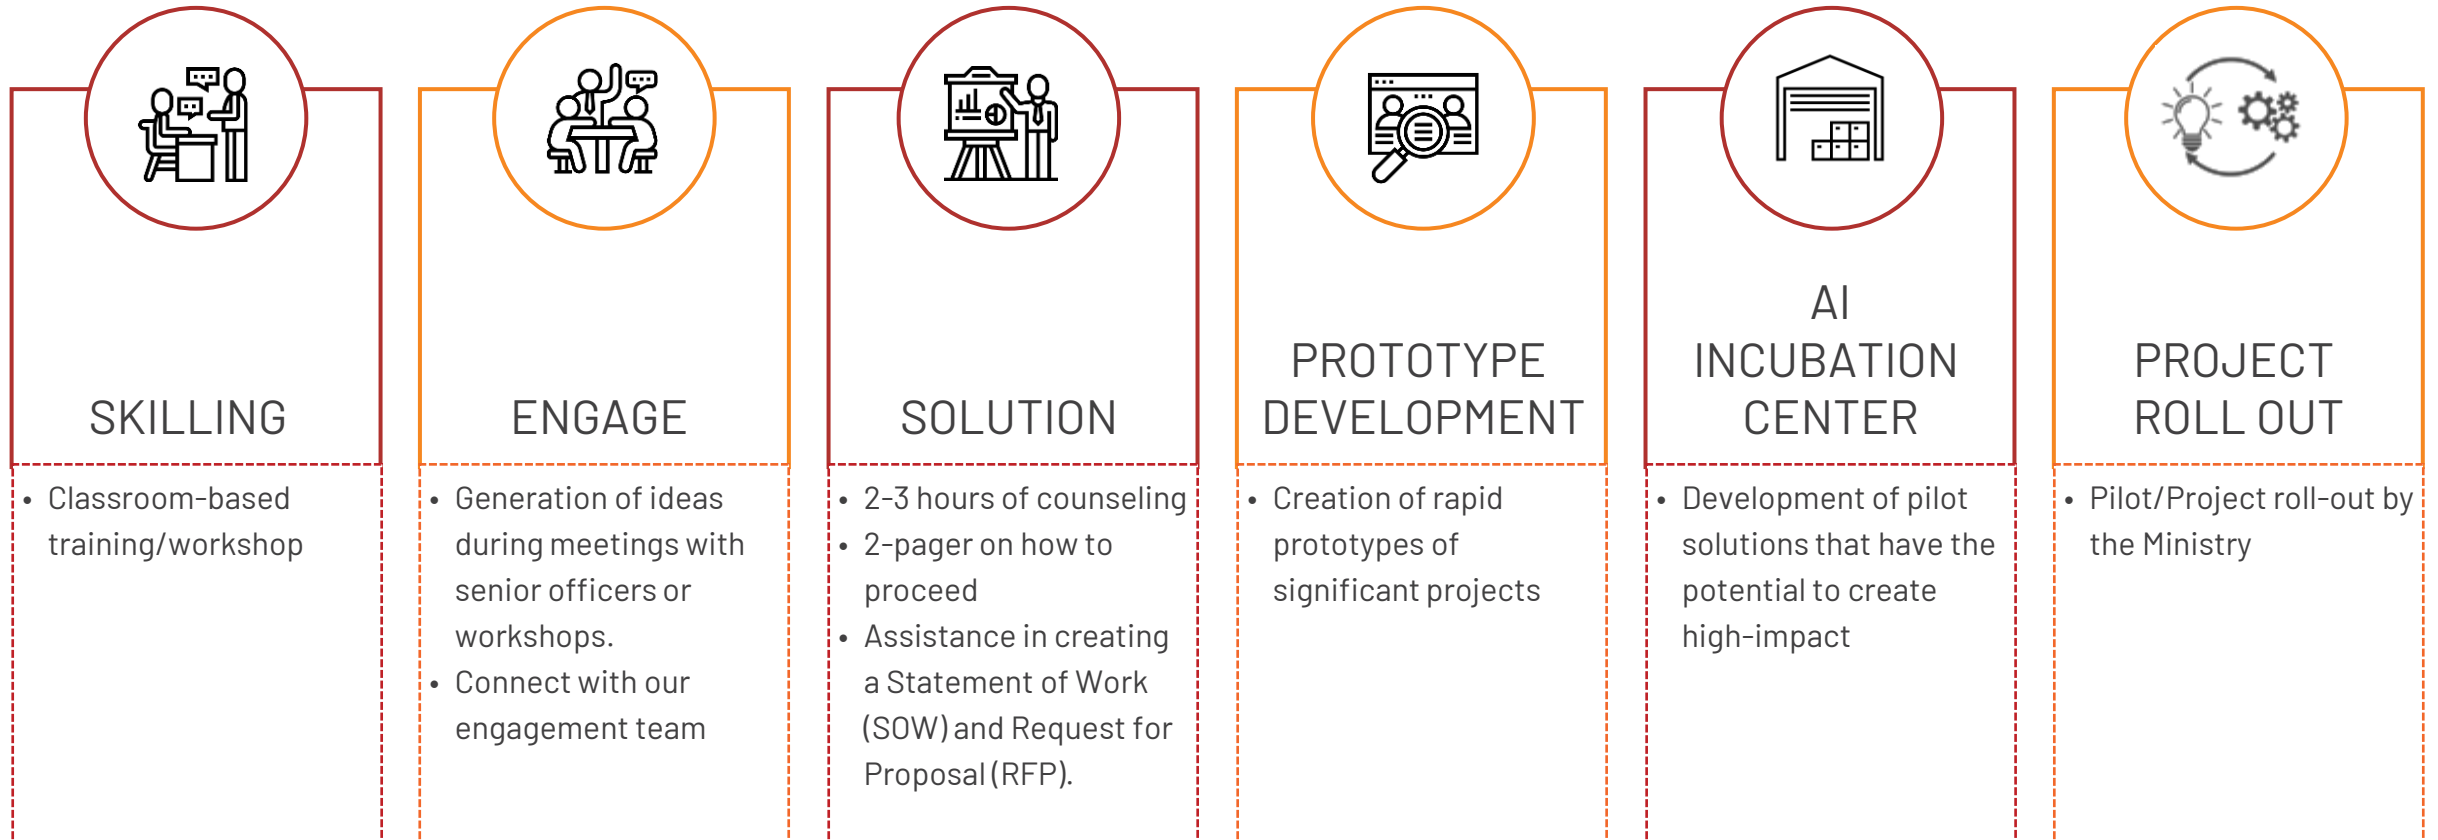 SKILLING
• Classroom-based
training/workshop
ENGAGE
• Generation of ideas
during meetings with
senior officers or
workshops.
• Connect with our
engagement team
SOLUTION
• 2-3 hours of counseling
• 2-pager on how to
proceed
• Assistance in creating
a Statement of Work
(SOW) and Request for
Proposal (RFP).
PROTOTYPE
DEVELOPMENT
• Creation of rapid
prototypes of
significant projects
AI
INCUBATION
CENTER
• Development of pilot
solutions that have the
potential to create
high-impact
PROJECT
ROLL OUT
• Pilot/Project roll-out by
the Ministry